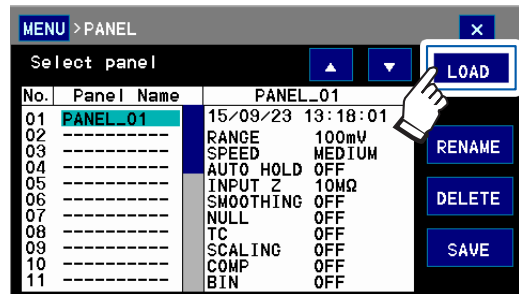 MENU > PANEL
×
Select panel
▲
▼
LOAD
No. Panel Name
01 PANEL_01
02 -----------
03 -----------
04 -----------
05 -----------
06 -----------
07 -----------
08 -----------
09 -----------
10 -----------
11 -----------
PANEL_01
15/09/23 13:18:01
RANGE 100mV
SPEED MEDIUM
AUTO HOLD OFF
INPUT Z 10MΩ
SMOOTHING OFF
NULL OFF
TC OFF
SCALING OFF
COMP OFF
BIN OFF
RENAME
DELETE
SAVE